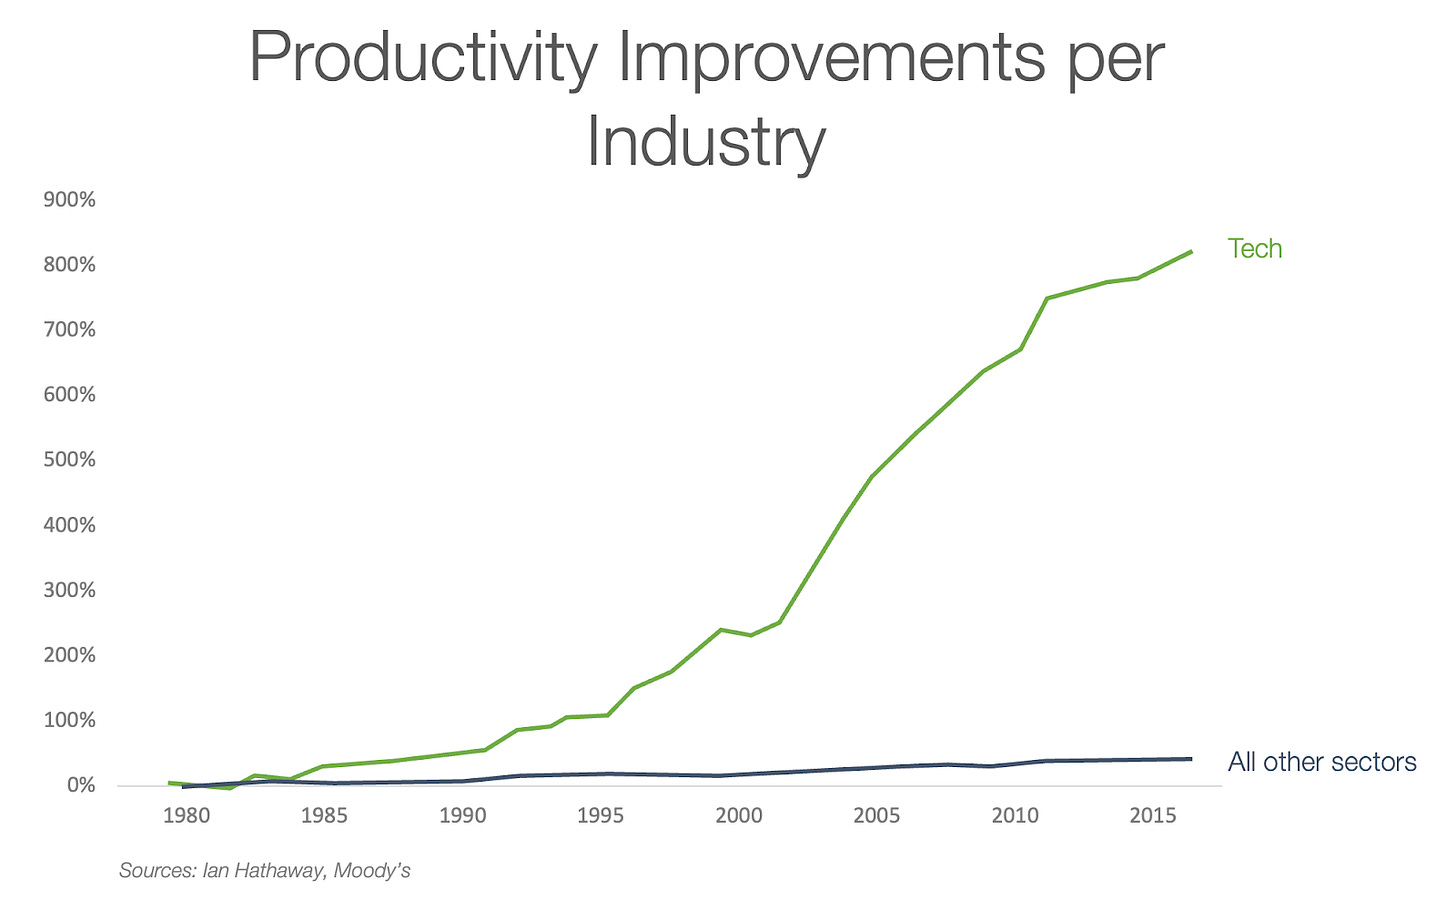 Productivity Improvements per
Industry
900%
800%
700%
600%
500%
400%
300%
200%
100%
0%
Tech
All other sectors
1980 1985 1990 1995 2000 2005 2010 2015
Sources: Ian Hathaway, Moody's